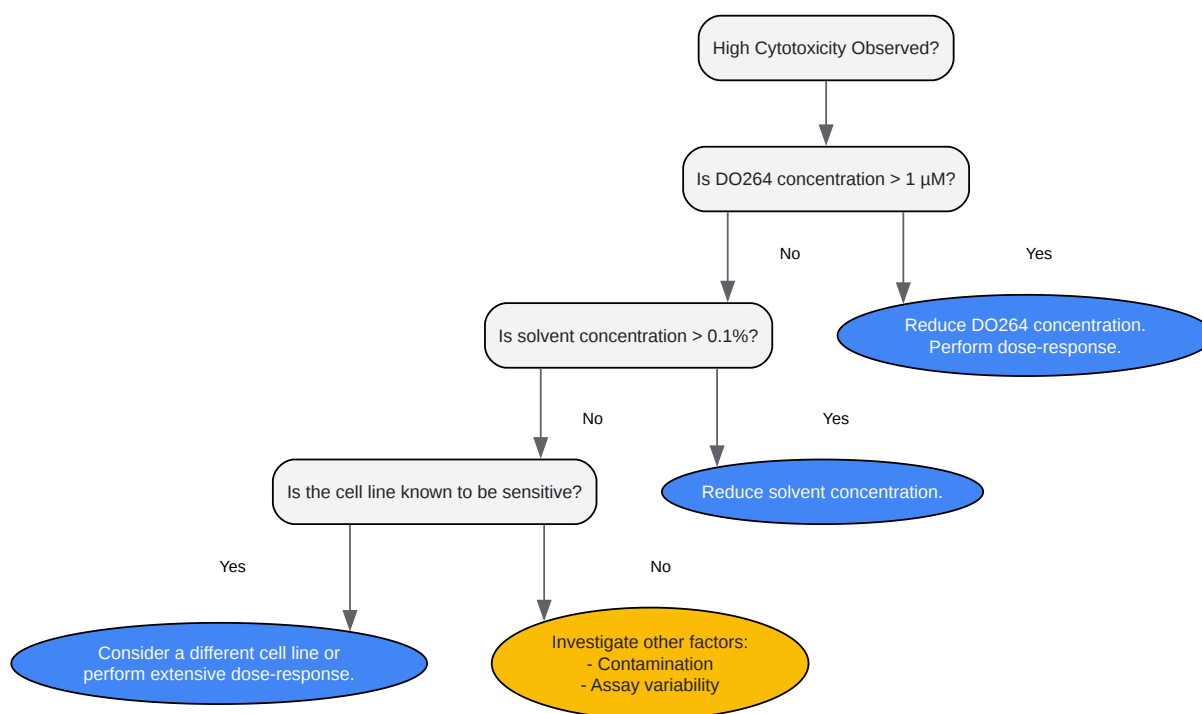 High Cytotoxicity Observed?
Is DO264 concentration > 1 µM?
No
Yes
Is solvent concentration > 0.1%?
Reduce DO264 concentration.
Perform dose-response.
No
Yes
Is the cell line known to be sensitive?
Reduce solvent concentration.
Yes
No
Consider a different cell line or
perform extensive dose-response.
Investigate other factors:
- Contamination
- Assay variability